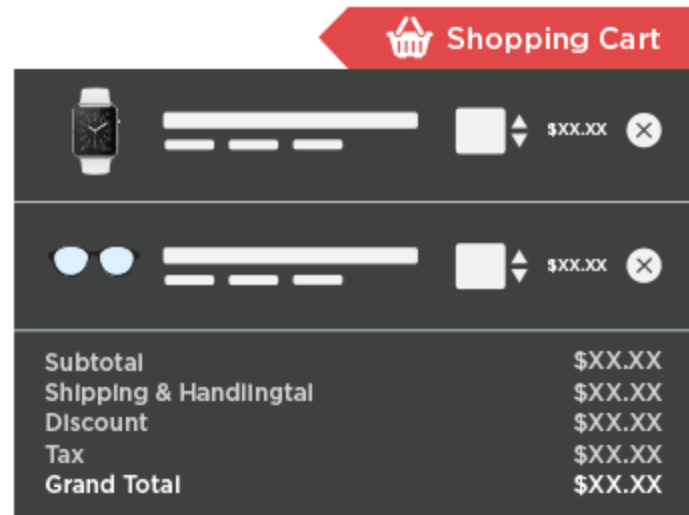 Shopping Cart
$XX.XX
$XX.XX
Subtotal $XX.XX
Shipping & Handlingtal $XX.XX
Discount $XX.XX
Tax $XX.XX
Grand Total $XX.XX